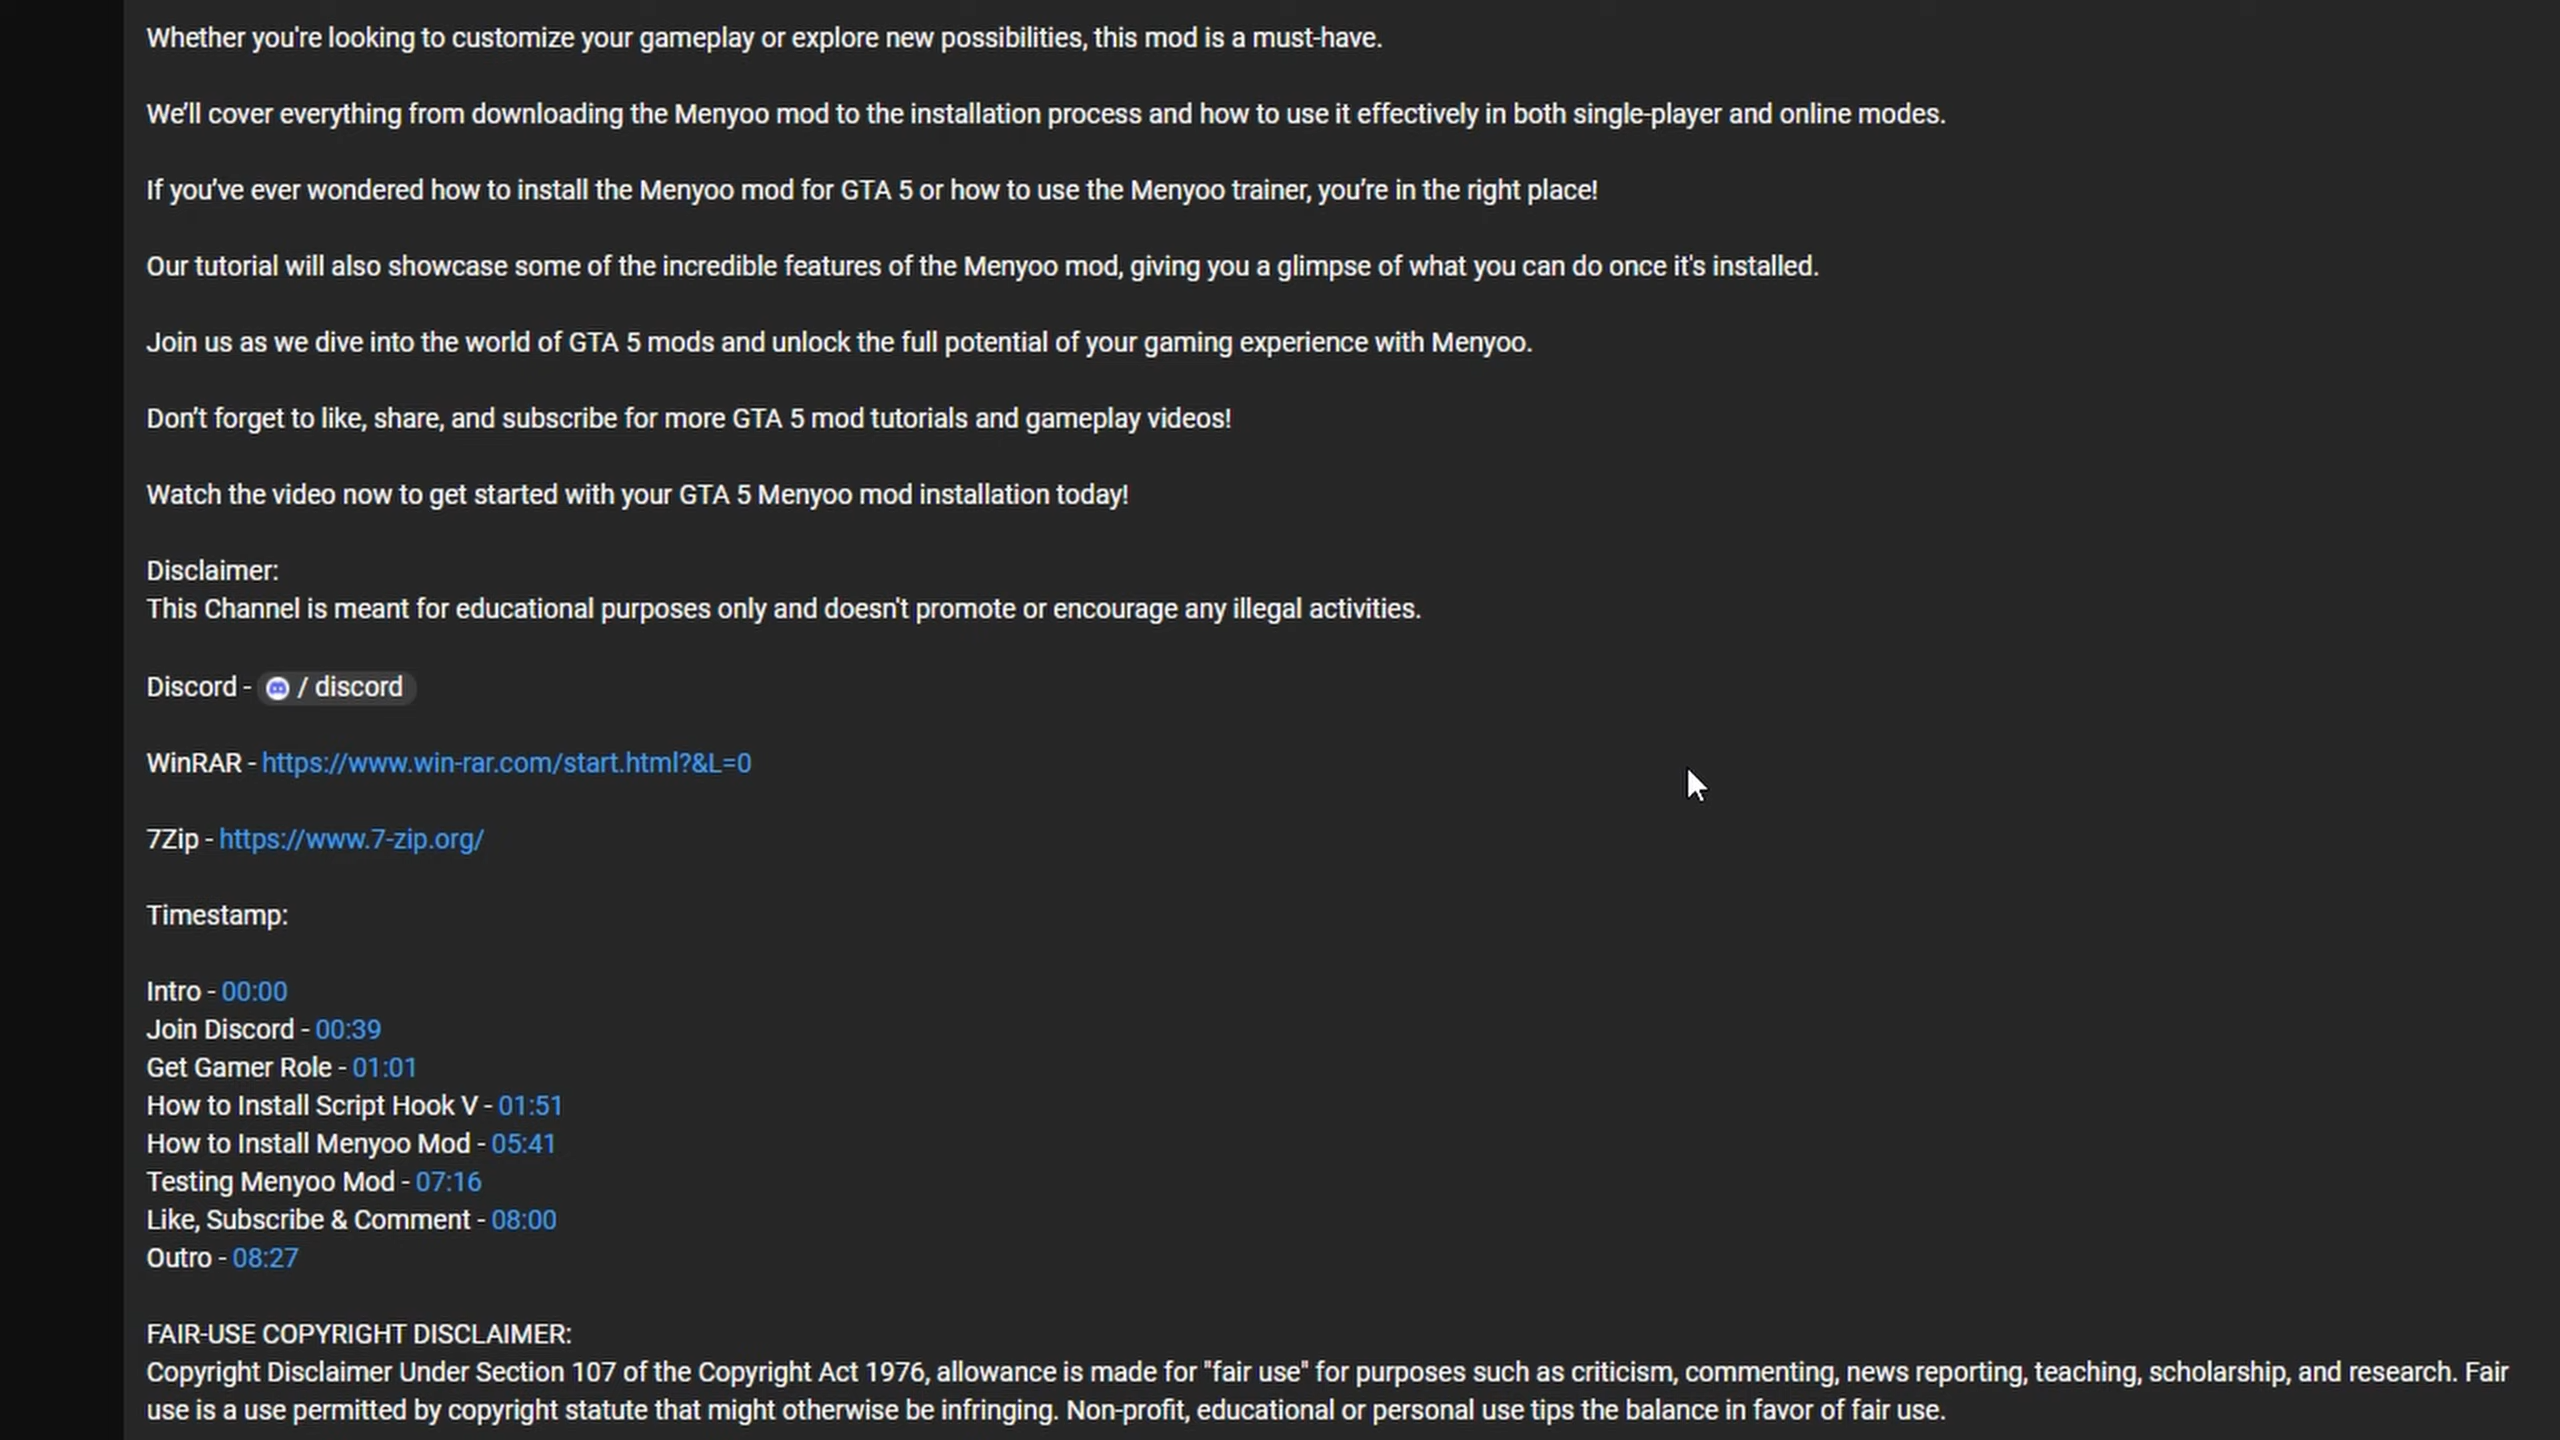 Whether you're looking to customize your gameplay or explore new possibilities, this mod is a must-have.
We’ll cover everything from downloading the Menyoo mod to the installation process and how to use it effectively in both single-player and online modes.
If you’ve ever wondered how to install the Menyoo mod for GTA 5 or how to use the Menyoo trainer, you’re in the right place!
Our tutorial will also showcase some of the incredible features of the Menyoo mod, giving you a glimpse of what you can do once it's installed.
Join us as we dive into the world of GTA 5 mods and unlock the full potential of your gaming experience with Menyoo.
Don’t forget to like, share, and subscribe for more GTA 5 mod tutorials and gameplay videos!
Watch the video now to get started with your GTA 5 Menyoo mod installation today!
Disclaimer:
This Channel is meant for educational purposes only and doesn't promote or encourage any illegal activities.
Discord - / discord
WinRAR - https://www.win-rar.com/start.html?&L=0
7Zip - https://www.7-zip.org/
Timestamp:
Intro - 00:00
Join Discord - 00:39
Get Gamer Role - 01:01
How to Install Script Hook V - 01:51
How to Install Menyoo Mod - 05:41
Testing Menyoo Mod - 07:16
Like, Subscribe & Comment - 08:00
Outro - 08:27
FAIR-USE COPYRIGHT DISCLAIMER:
Copyright Disclaimer Under Section 107 of the Copyright Act 1976, allowance is made for "fair use" for purposes such as criticism, commenting, news reporting, teaching, scholarship, and research. Fair
use is a use permitted by copyright statute that might otherwise be infringing. Non-profit, educational or personal use tips the balance in favor of fair use.